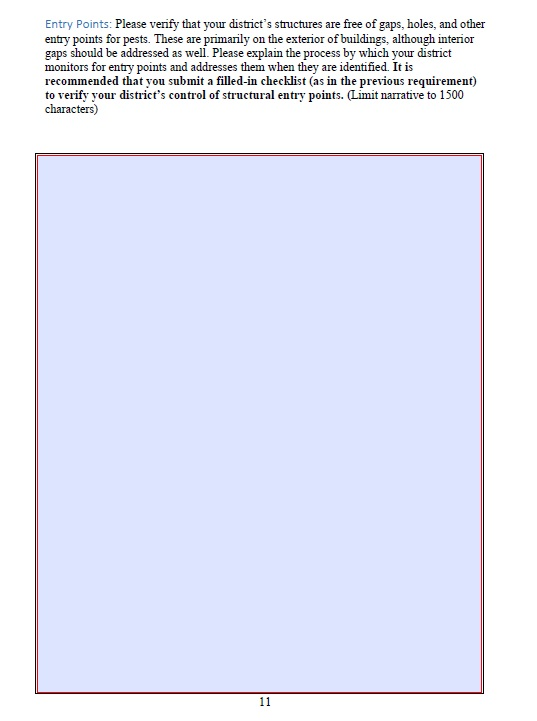 Entry Points: Please verify that your district's structures are free of gaps, holes, and other
entry points for pests. These are primarily on the exterior of buildings, although interior
gaps should be addressed as well. Please explain the process by which your district
monitors for entry points and addresses them when they are identified. It is
recommended that you submit a filled-in checklist (as in the previous requirement)
to verify your district's control of structural entry points. (Limit narrative to 1500
characters)
11